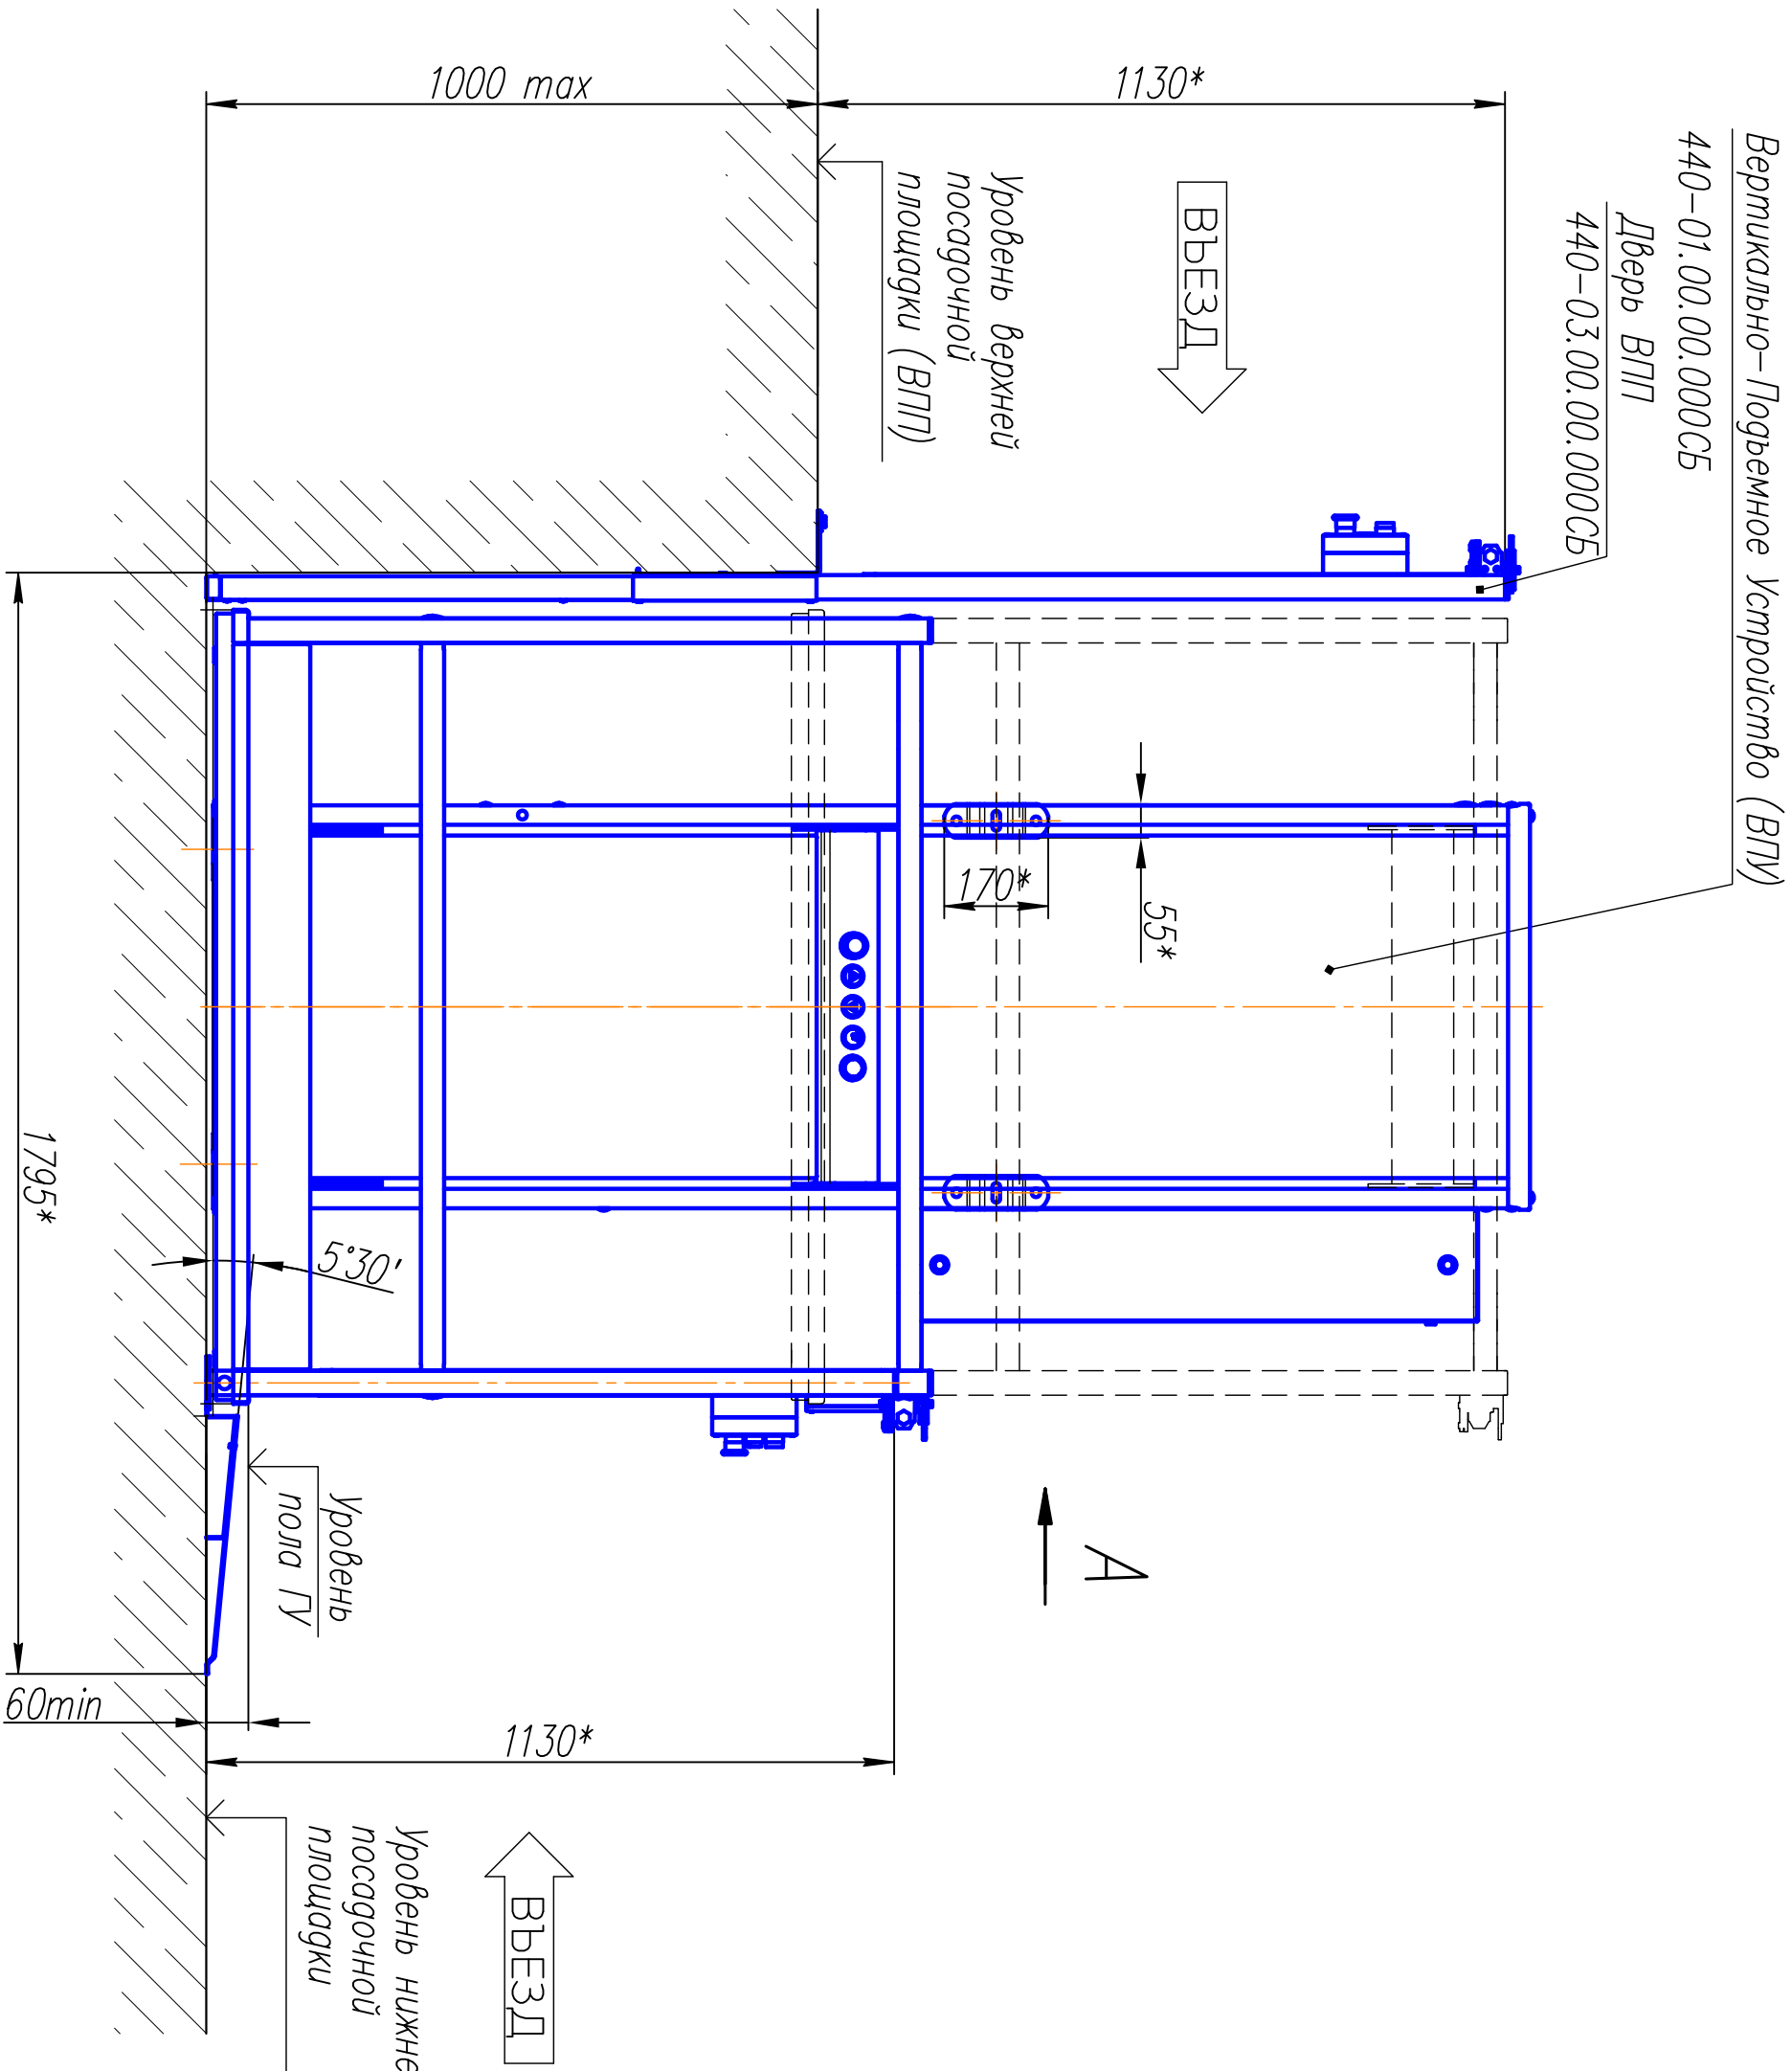 Вертикально-Подъемное Устройство (ВПУ)
440-01.00.00.000СБ
Дверь ВПП
440-03.00.00.000СБ
1130*
1000 max
ВЪЕЗД
Уровень верхней
посадочной
площадки (ВПП)
55*
170*
А
5°30'
Уровень
пола ГУ
1795*
60min
1130*
ВЪЕЗД
Уровень нижне
посадочной
площадки